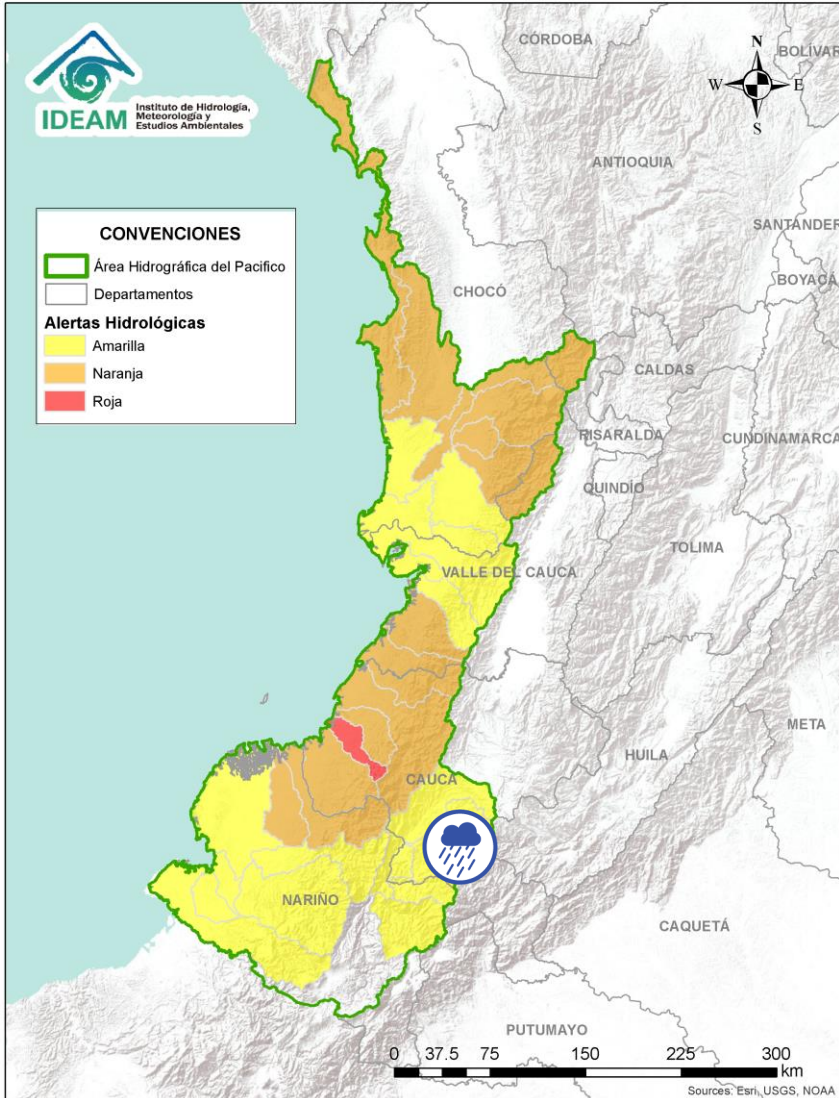 IDEAM
Instituto de Hidrología,
Meteorología y
Estudios Ambientales
N
W
E
S
CÓRDOBA
BOLÍVAR
ANTIOQUIA
SANTANDER
BOYACÁ
CHOCÓ
CALDAS
RISARALDA
CUNDINAMARCA
QUINDÍO
TOLIMA
VALLE DEL CAUCA
META
HUILA
CAUCA
NARIÑO
CAQUETÁ
PUTUMAYO
CONVENCIONES
Área Hidrográfica del Pacifico
Departamentos
Alertas Hidrológicas
Amarilla
Naranja
Roja
0 37.5 75 150 225 300
km
Sources: Esri, USGS, NOAA